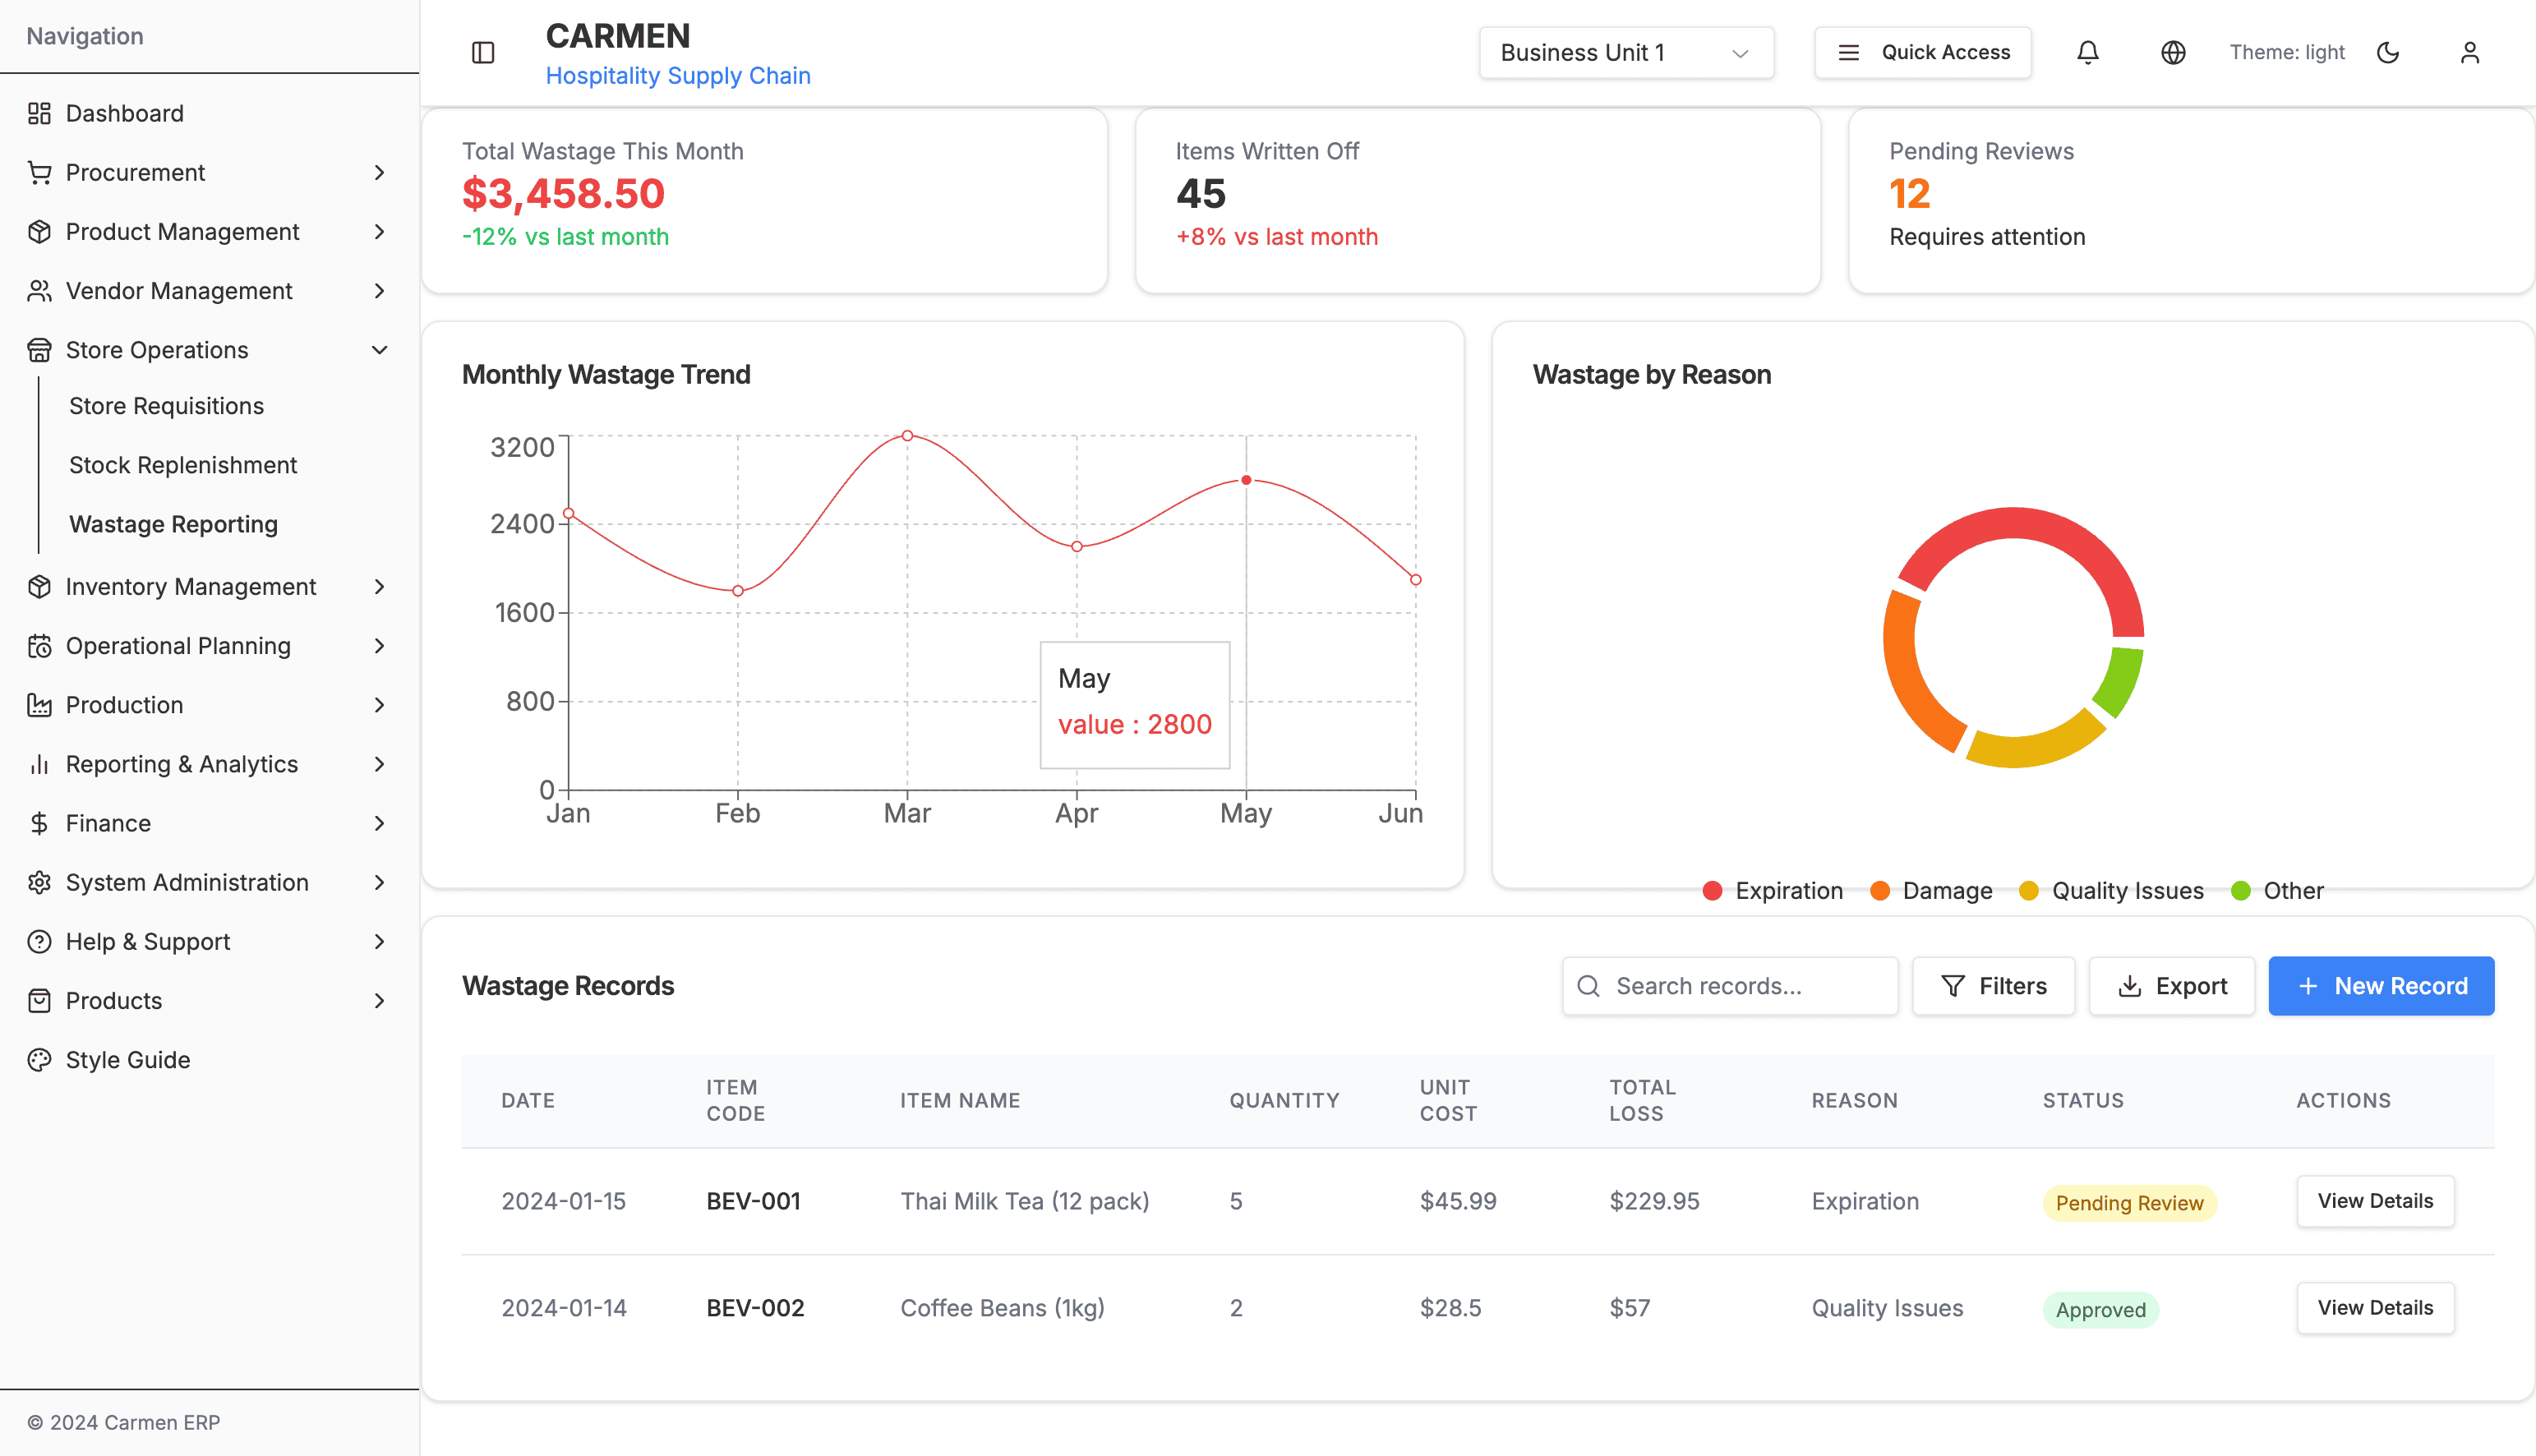 Navigation
Dashboard
Procurement
Product Management
Vendor Management
Store Operations
Store Requisitions
Stock Replenishment
Wastage Reporting
Inventory Management
Operational Planning
Production
Reporting & Analytics
Finance
System Administration
Help & Support
Products
Style Guide
© 2024 Carmen ERP
CARMEN
Hospitality Supply Chain
Business Unit 1
Quick Access
Theme: light
Total Wastage This Month
$3,458.50
-12% vs last month
Items Written Off
45
+8% vs last month
Pending Reviews
12
Requires attention
Monthly Wastage Trend
3200
2400
1600
800
0
Jan Feb Mar Apr May Jun
May
value : 2800
Wastage by Reason
Expiration Damage Quality Issues Other
Wastage Records
Search records...
Filters
Export
New Record
DATE ITEM CODE ITEM NAME QUANTITY UNIT COST TOTAL LOSS REASON STATUS ACTIONS
2024-01-15 BEV-001 Thai Milk Tea (12 pack) 5 $45.99 $229.95 Expiration Pending Review View Details
2024-01-14 BEV-002 Coffee Beans (1kg) 2 $28.5 $57 Quality Issues Approved View Details